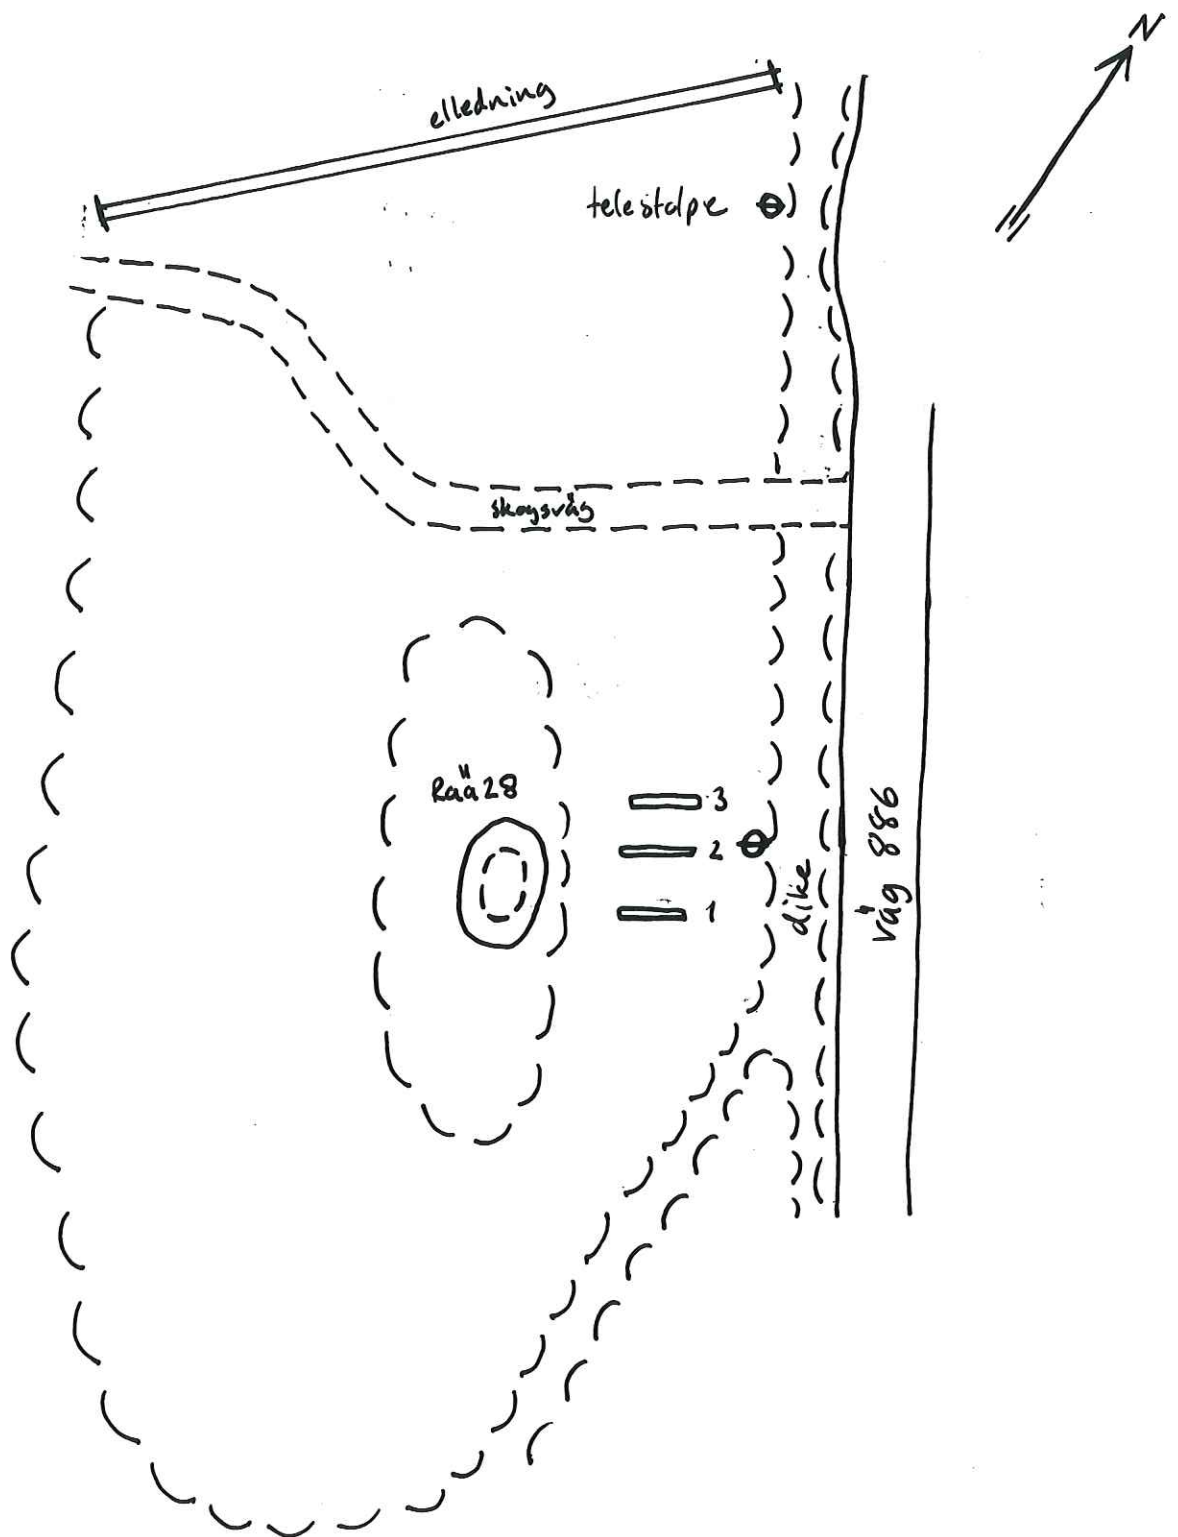 N
elledning
telestolpe
skogsväg
Raä 28
3
2
1
dike
väg 886